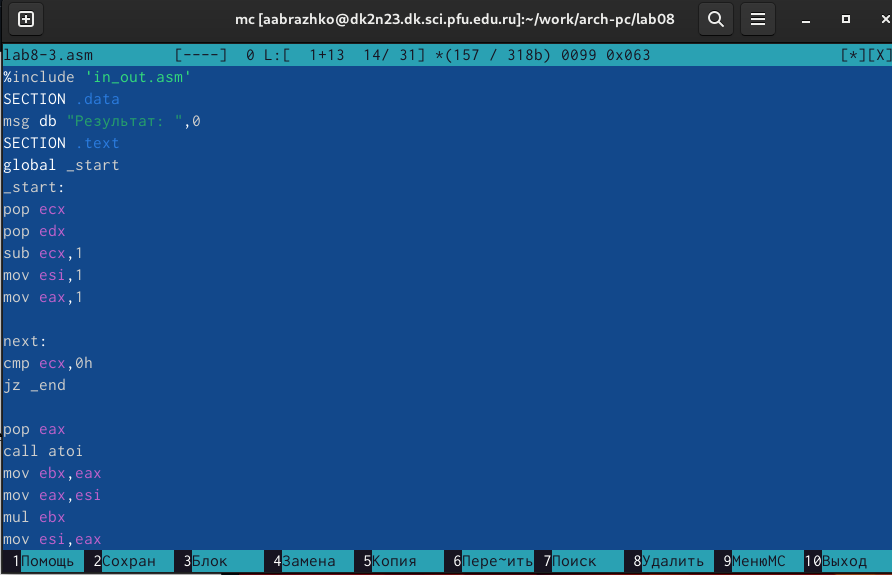 mc [aabrazhko@dk2n23.dk.sci.pfu.edu.ru]:~/work/arch-pc/lab08
lab8-3.asm [----] 0 L:[ 1+13 14/ 31] *(157 / 318b) 0099 0x063 [*][X]
%include 'in_out.asm'
SECTION .data
msg db "Результат: ",0
SECTION .text
global _start
_start:
pop ecx
pop edx
sub ecx,1
mov esi,1
mov eax,1
next:
cmp ecx,0h
jz _end
pop eax
call atoi
mov ebx,eax
mov eax,esi
mul ebx
mov esi,eax
1Помощь 2Сохран 3Блок 4Замена 5Копия 6Пере~ить 7Поиск 8Удалить 9МенюMC 10Выход